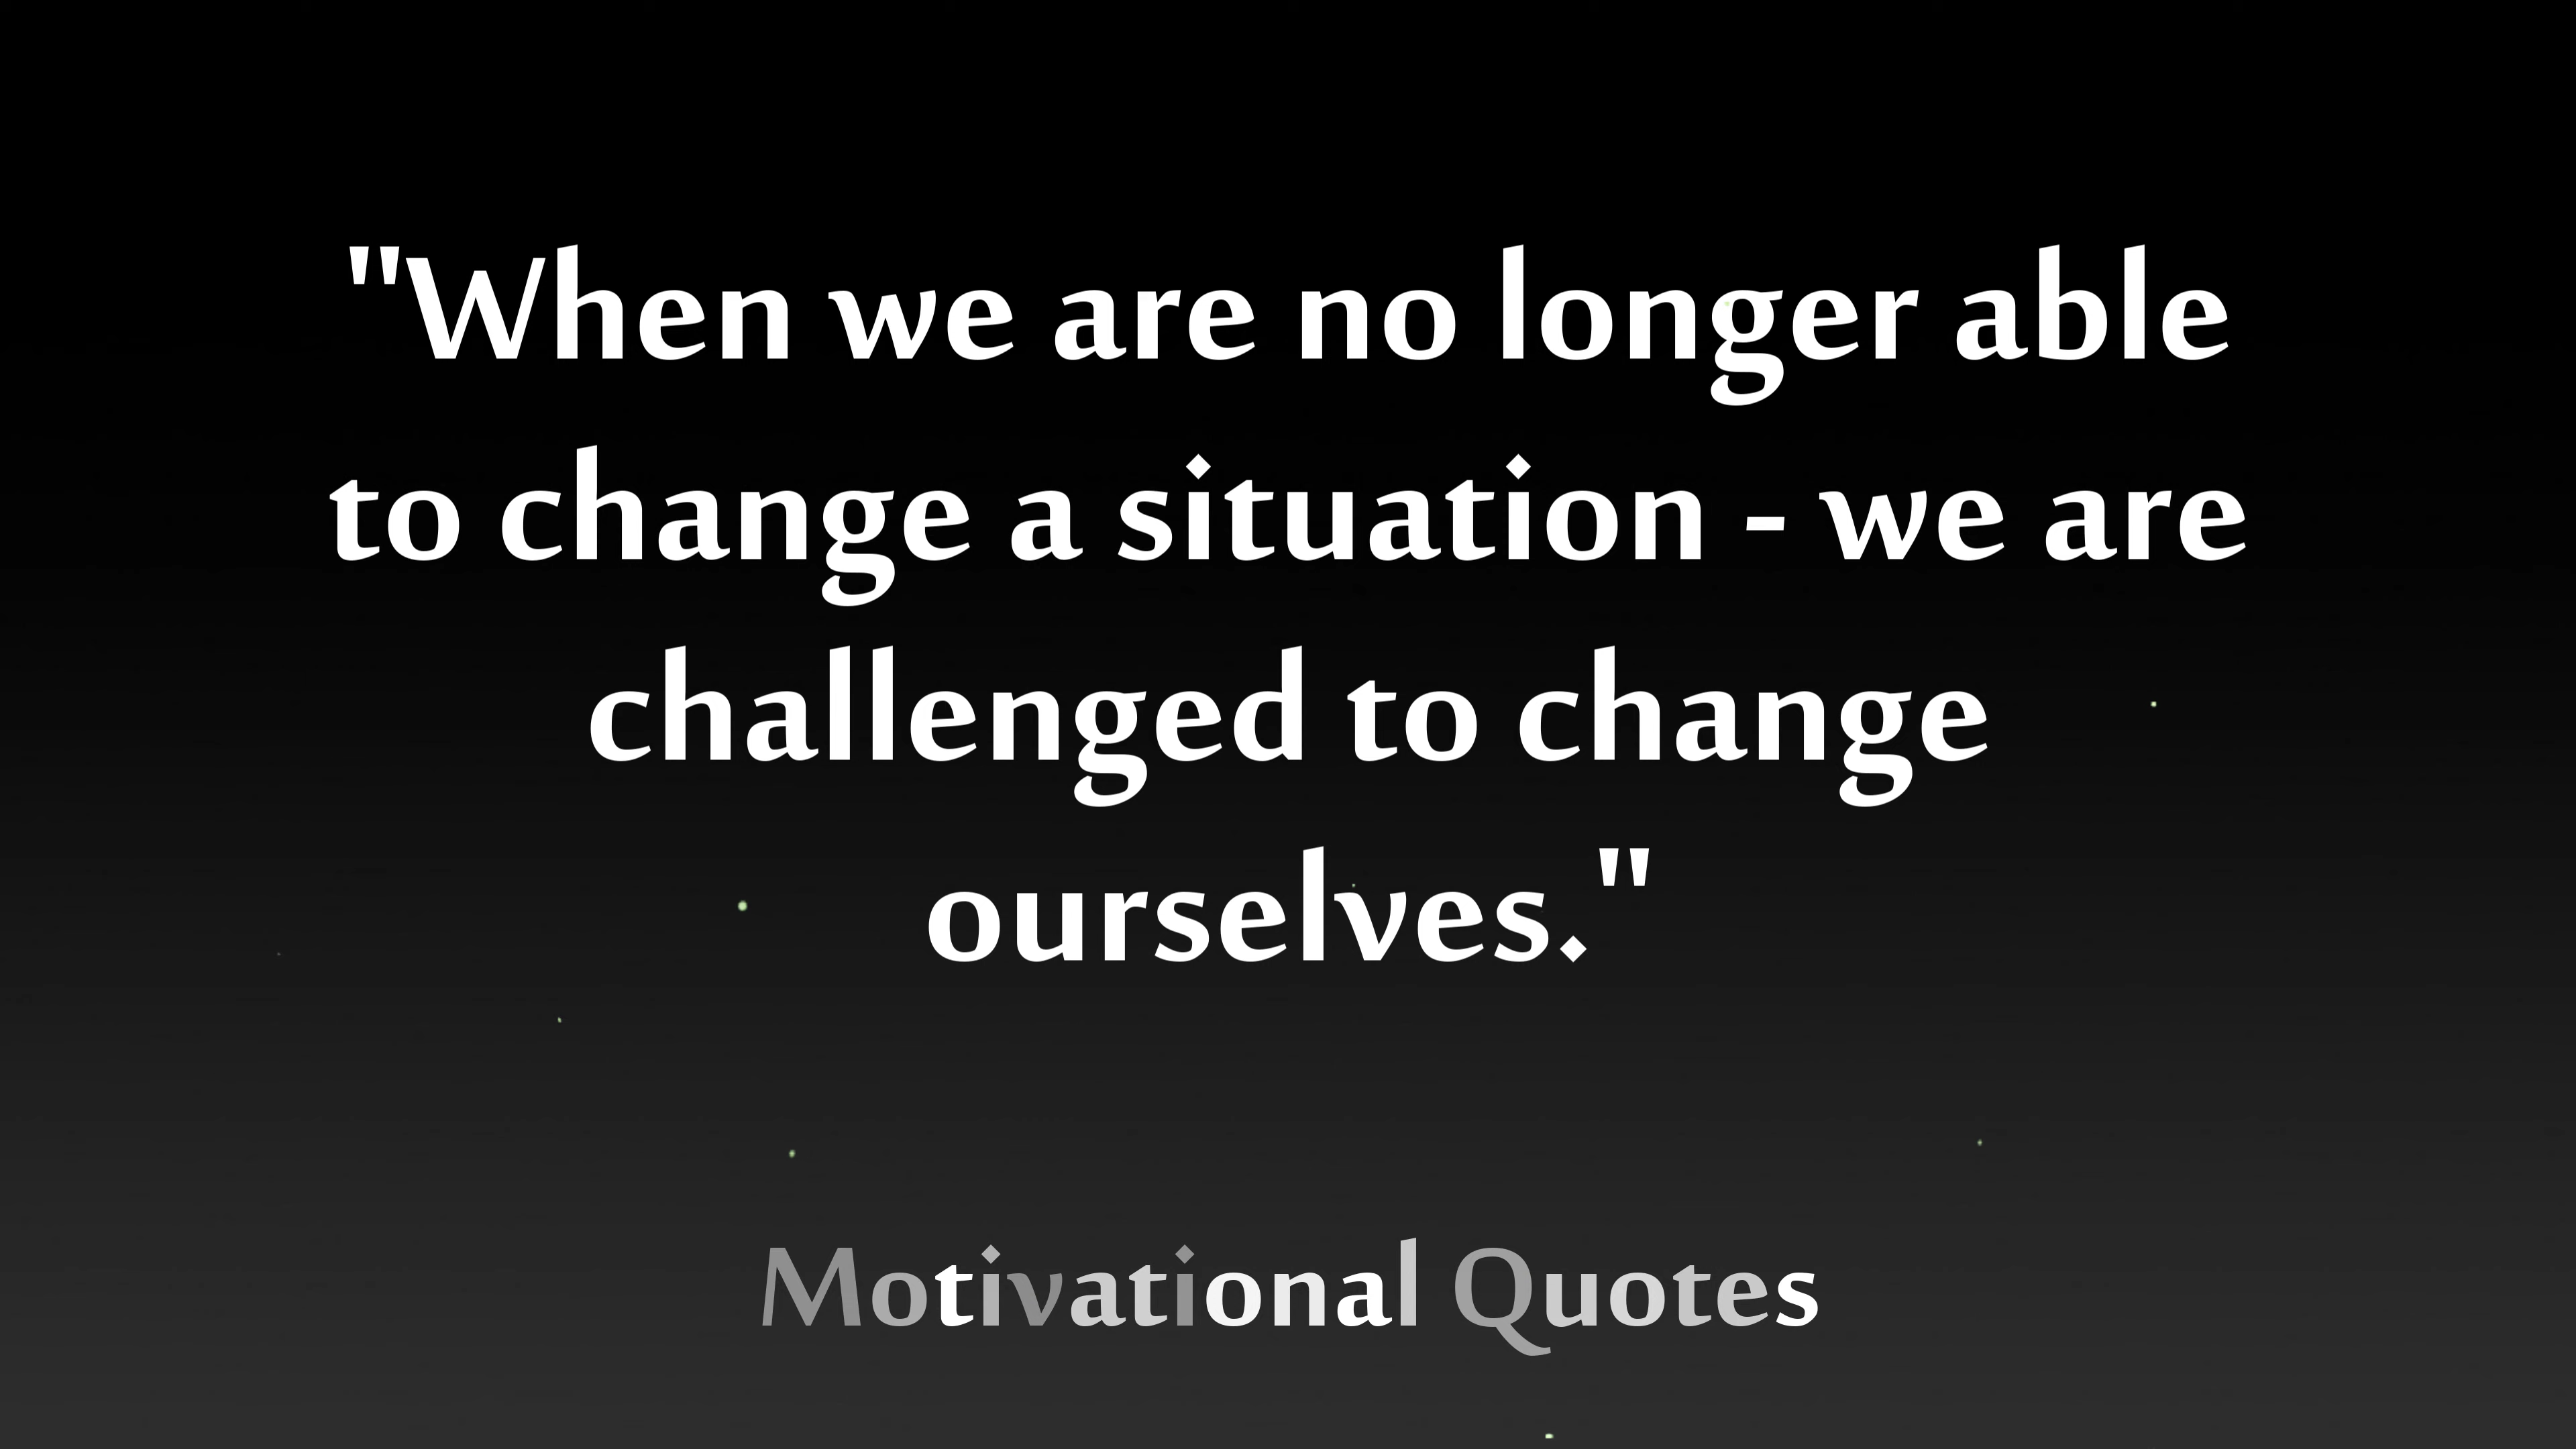 "When we are no longer able
to change a situation - we are
challenged to change
ourselves."
Motivational Quotes